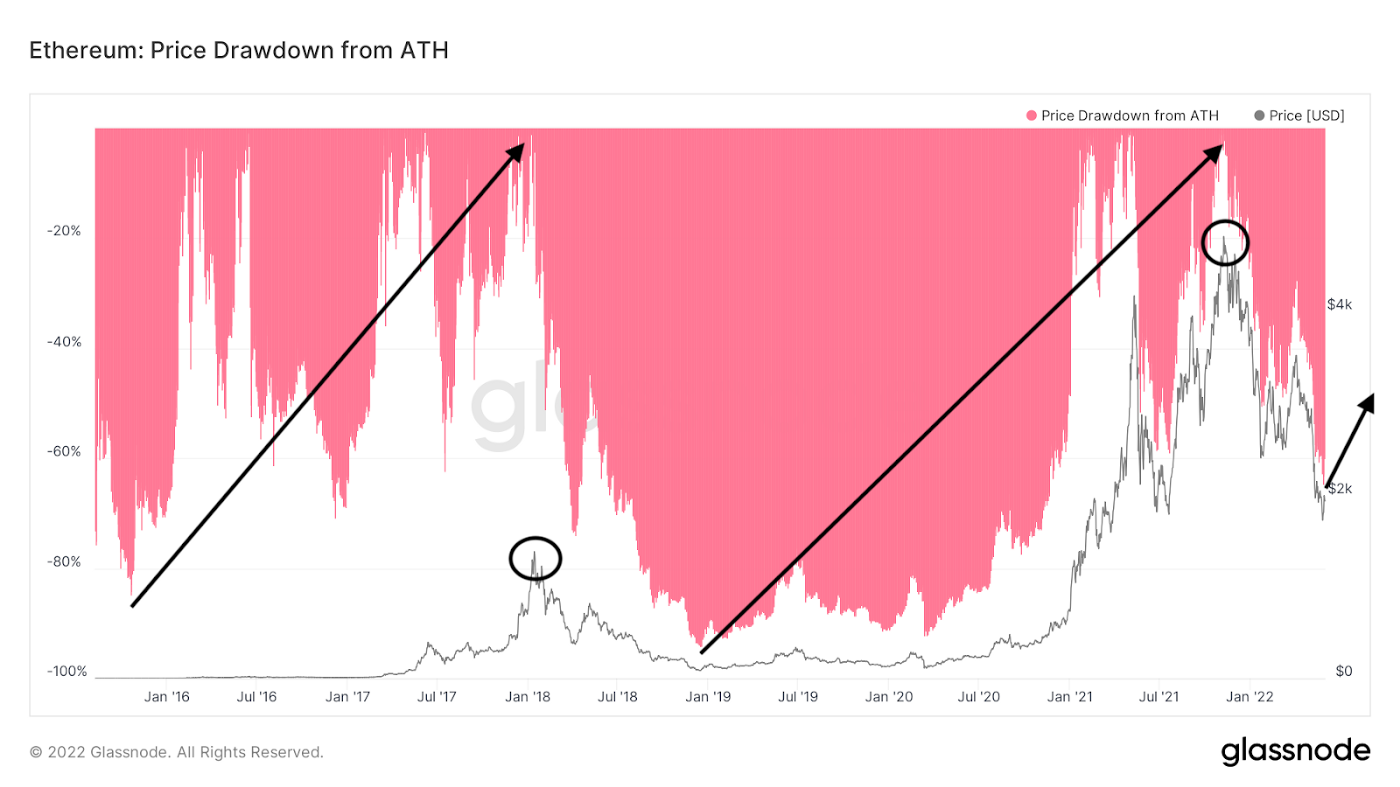 Ethereum: Price Drawdown from ATH
Price Drawdown from ATH Price [USD]
-20%
$4k
-40%
-60%
$2k
-80%
-100% $0
Jan '16 Jul '16 Jan '17 Jul '17 Jan '18 Jul '18 Jan '19 Jul '19 Jan '20 Jul '20 Jan '21 Jul '21 Jan '22
© 2022 Glassnode. All Rights Reserved.
glassnode